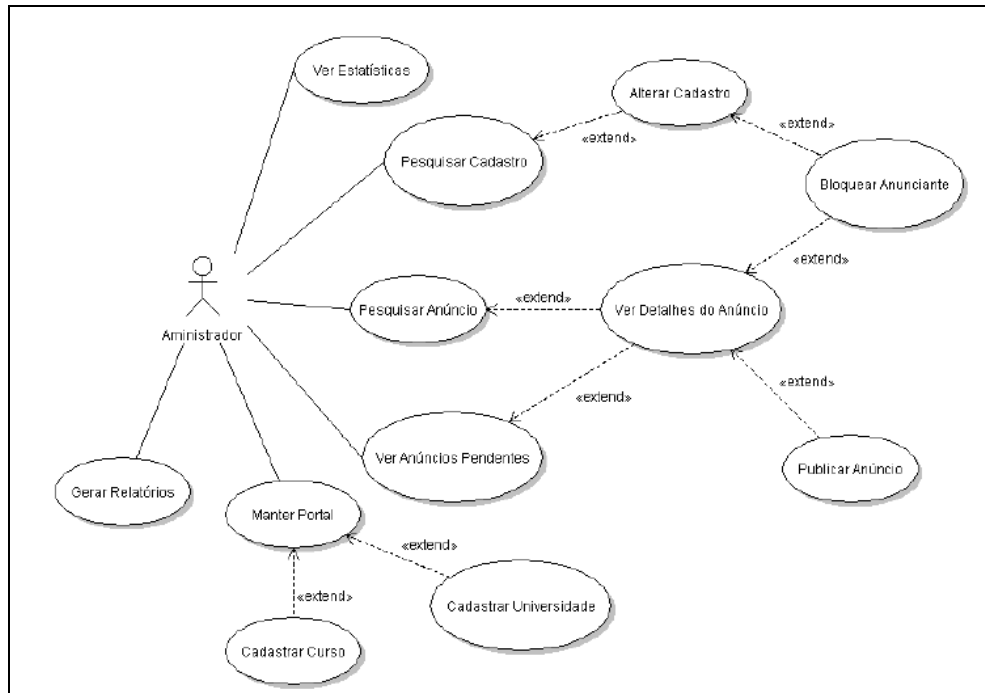 Ver Estatísticas
Alterar Cadastro
«extend»
«extend»
Pesquisar Cadastro
Bloquear Anunciante
«extend»
Pesquisar Anúncio
«extend»
Ver Detalhes do Anúncio
Aministrador
«extend»
«extend»
Ver Anúncios Pendentes
Publicar Anúncio
Gerar Relatórios
Manter Portal
«extend»
«extend»
Cadastrar Universidade
Cadastrar Curso